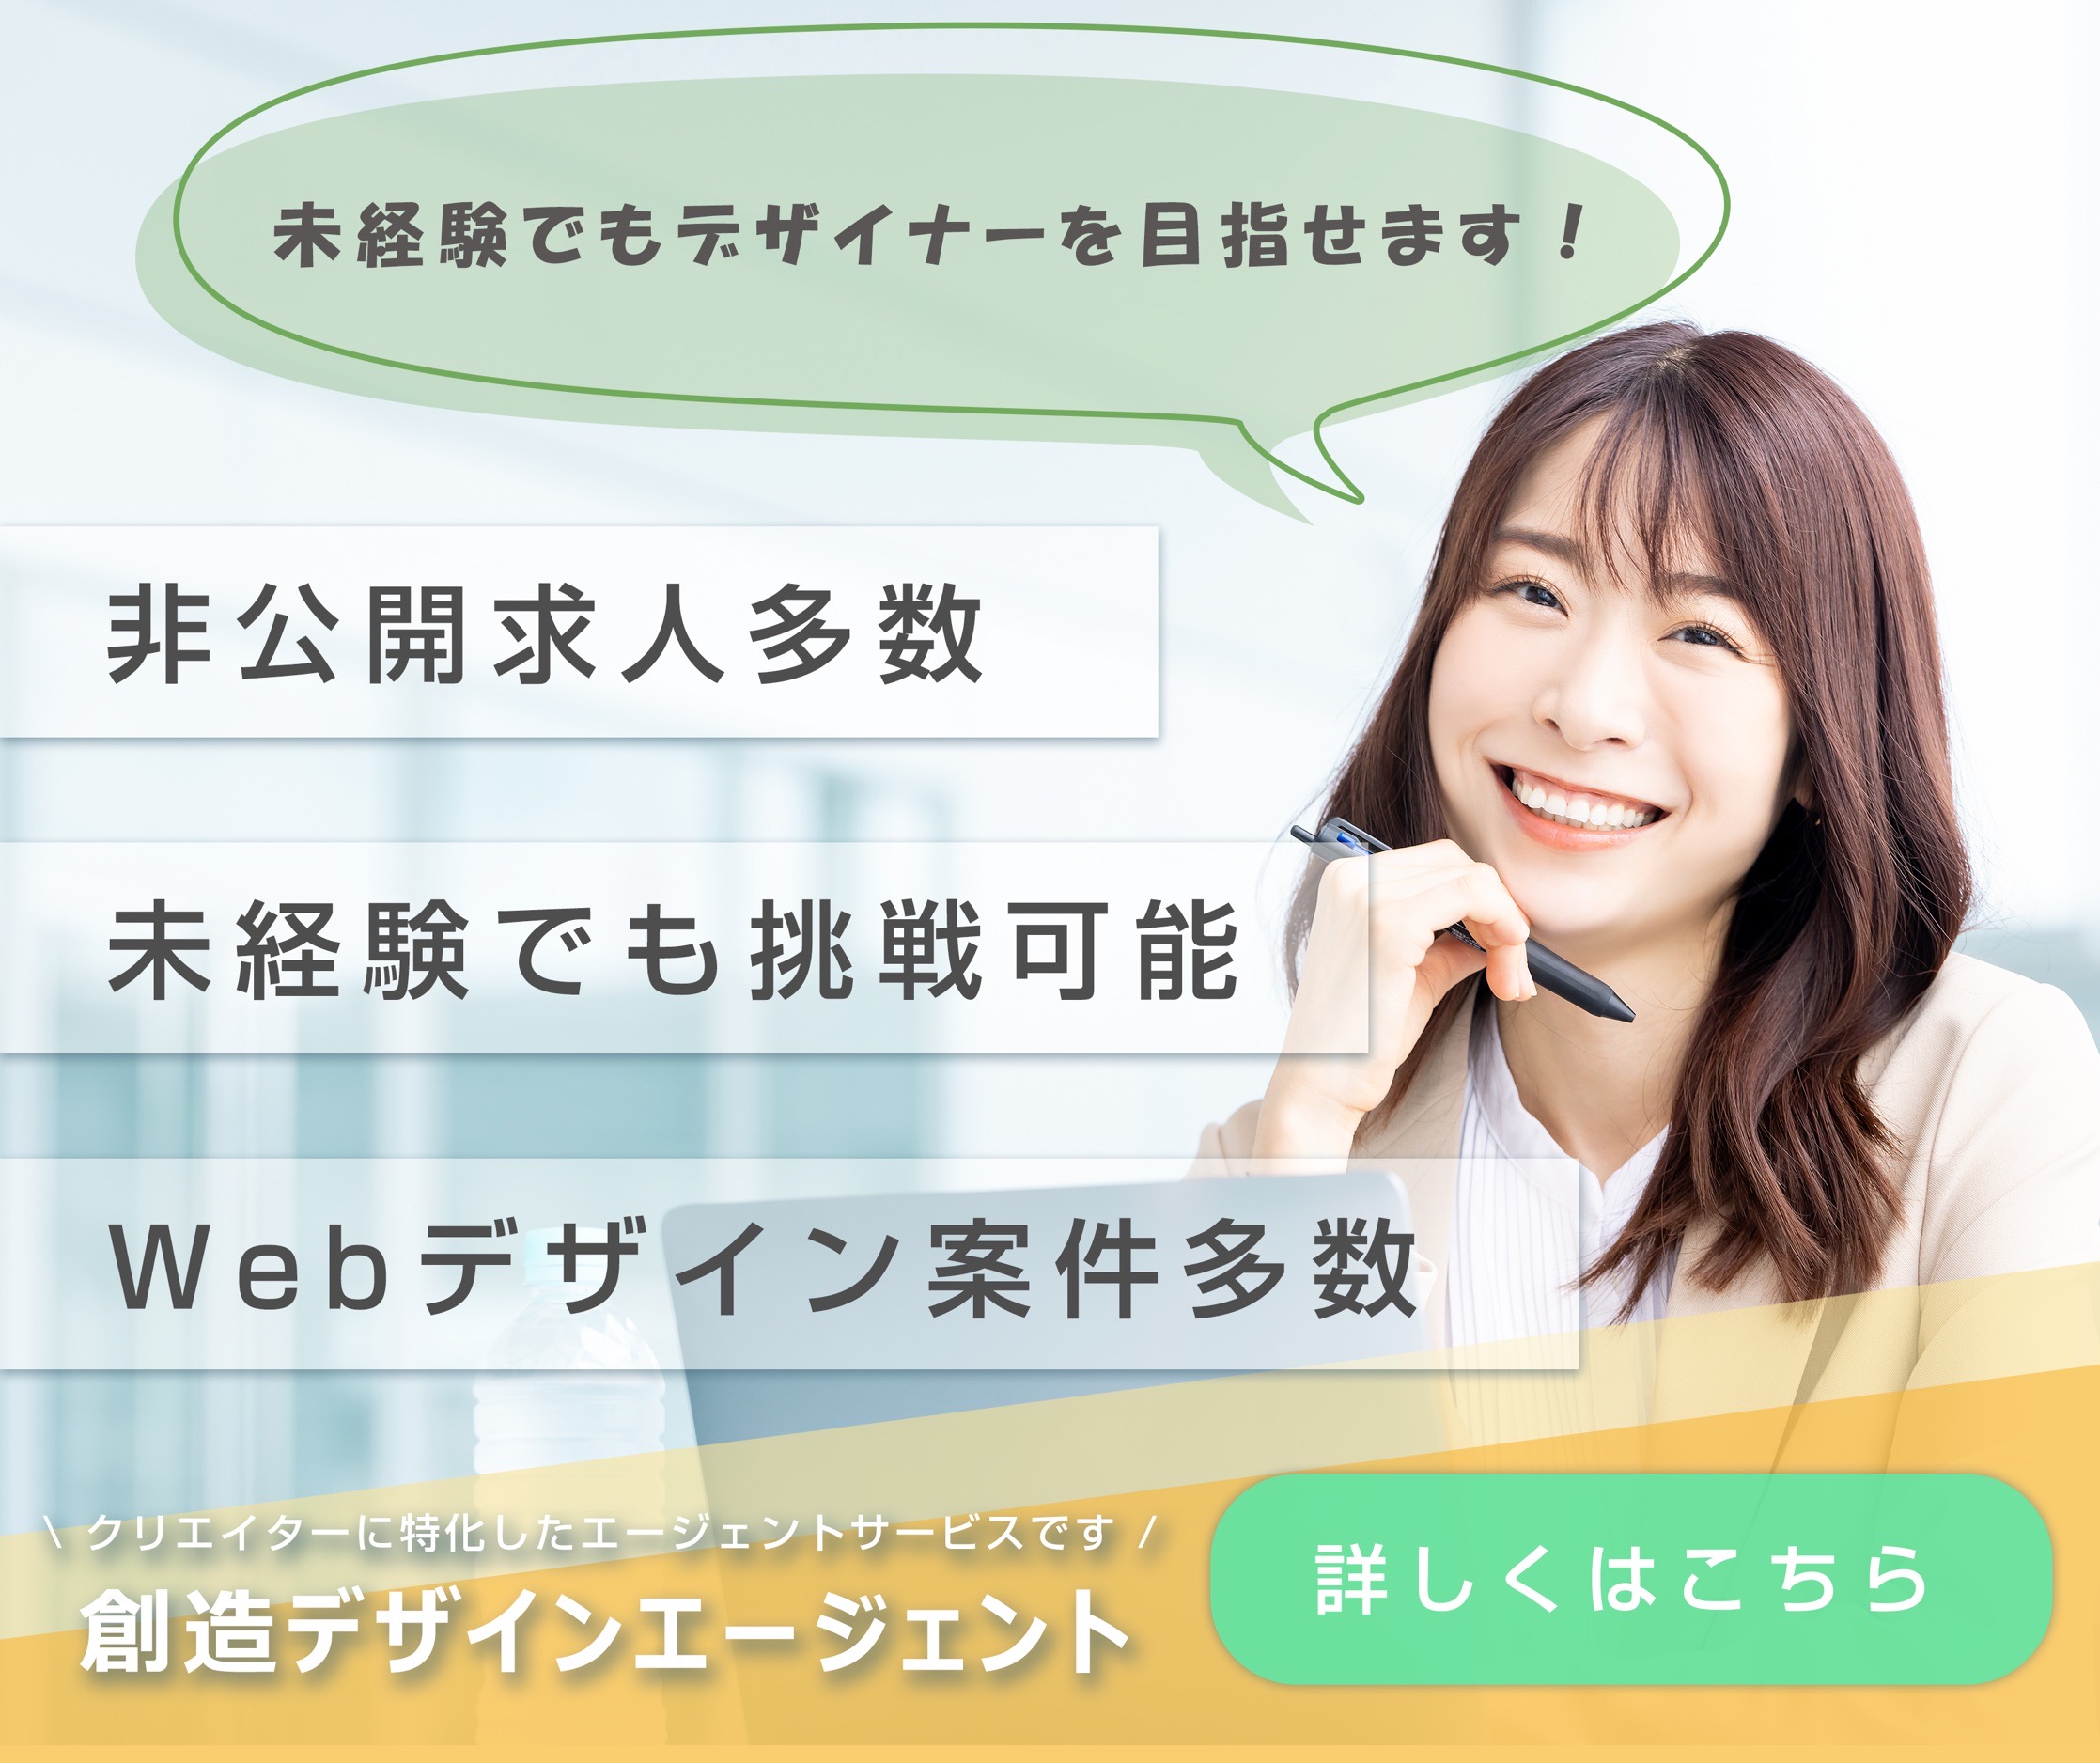 未経験でもデザイナーを目指せます！
非公開求人多数
未経験でも挑戦可能
Webデザイン案件多数
\ クリエイターに特化したエージェントサービスです /
創造デザインエージェント
詳しくはこちら